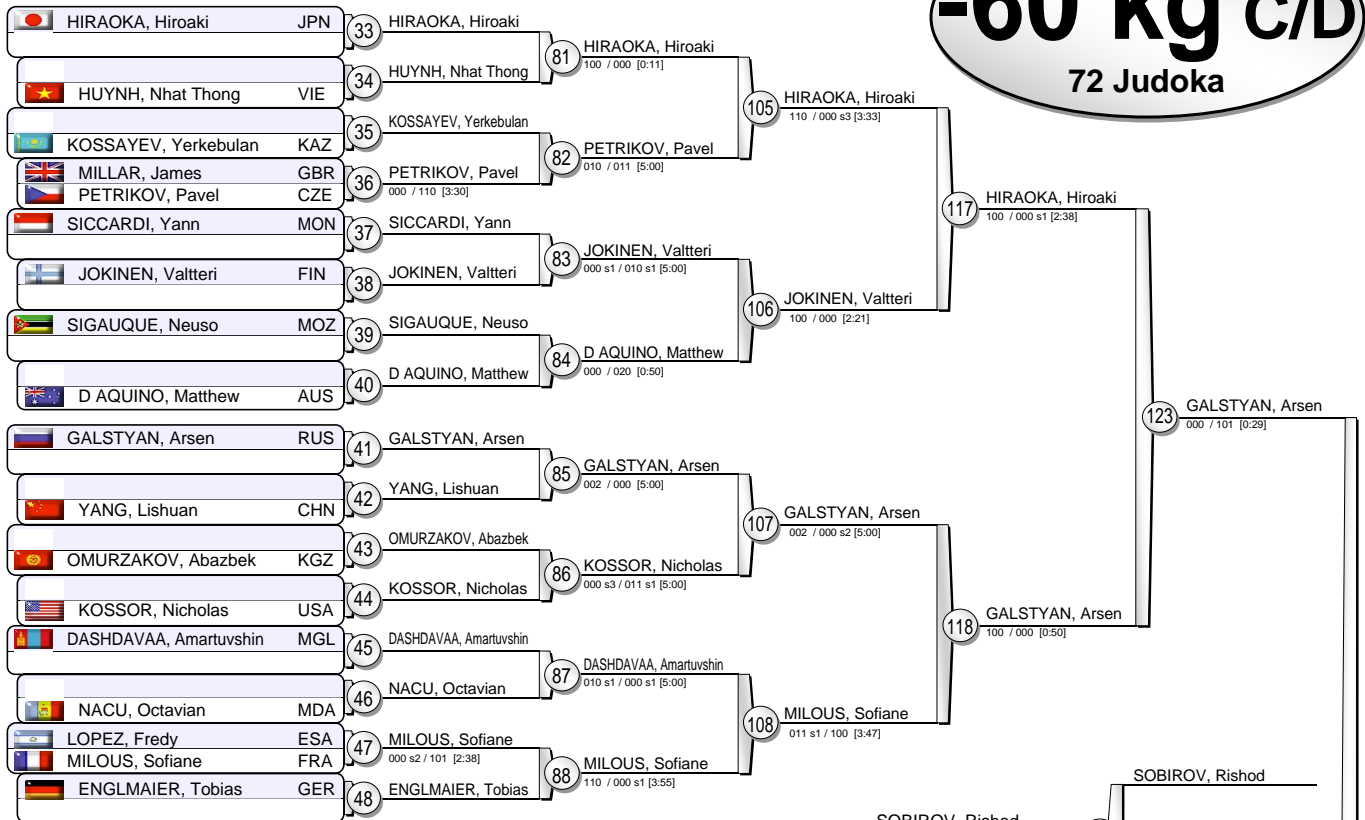 -60 kg C/D
72 Judoka
HIRAOKA, Hiroaki JPN
HUYNH, Nhat Thong VIE
KOSSAYEV, Yerkebulan KAZ
MILLAR, James GBR
PETRIKOV, Pavel CZE
SICCARDI, Yann MON
JOKINEN, Valtteri FIN
SIGAUQUE, Neuso MOZ
D AQUINO, Matthew AUS
GALSTYAN, Arsen RUS
YANG, Lishuan CHN
OMURZAKOV, Abazbek KGZ
KOSSOR, Nicholas USA
DASHDAVAA, Amartuvshin MGL
NACU, Octavian MDA
LOPEZ, Fredy ESA
MILOUS, Sofiane FRA
ENGLMAIER, Tobias GER
33 HIRAOKA, Hiroaki
34 HUYNH, Nhat Thong
35 KOSSAYEV, Yerkebulan
36 PETRIKOV, Pavel
000 / 110 [3:30]
37 SICCARDI, Yann
38 JOKINEN, Valtteri
39 SIGAUQUE, Neuso
40 D AQUINO, Matthew
41 GALSTYAN, Arsen
42 YANG, Lishuan
43 OMURZAKOV, Abazbek
44 KOSSOR, Nicholas
45 DASHDAVAA, Amartuvshin
46 NACU, Octavian
47 MILOUS, Sofiane
000 s2 / 101 [2:38]
48 ENGLMAIER, Tobias
81 HIRAOKA, Hiroaki
100 / 000 [0:11]
82 PETRIKOV, Pavel
010 / 011 [5:00]
83 JOKINEN, Valtteri
000 s1 / 010 s1 [5:00]
84 D AQUINO, Matthew
000 / 020 [0:50]
85 GALSTYAN, Arsen
002 / 000 [5:00]
86 KOSSOR, Nicholas
000 s3 / 011 s1 [5:00]
87 DASHDAVAA, Amartuvshin
010 s1 / 000 s1 [5:00]
88 MILOUS, Sofiane
110 / 000 s1 [3:55]
105 HIRAOKA, Hiroaki
110 / 000 s3 [3:33]
106 JOKINEN, Valtteri
100 / 000 [2:21]
107 GALSTYAN, Arsen
002 / 000 s2 [5:00]
108 MILOUS, Sofiane
011 s1 / 100 [3:47]
117 HIRAOKA, Hiroaki
100 / 000 s1 [2:38]
118 GALSTYAN, Arsen
100 / 000 [0:50]
123 GALSTYAN, Arsen
000 / 101 [0:29]
SOBIROV, Rishod
SOBIROV, Rishod